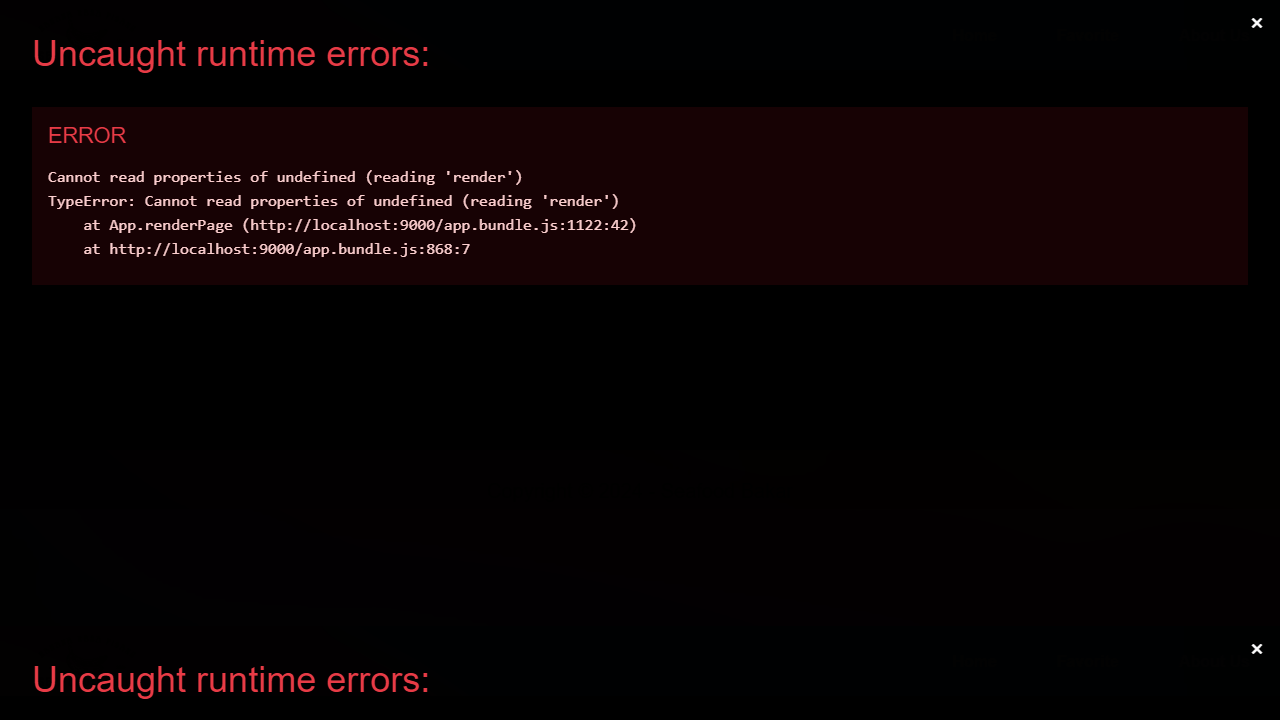 ×
Uncaught runtime errors:
ERROR
Cannot read properties of undefined (reading 'render')
TypeError: Cannot read properties of undefined (reading 'render')
    at App.renderPage (http://localhost:9000/app.bundle.js:1122:42)
    at http://localhost:9000/app.bundle.js:868:7
×
Uncaught runtime errors: